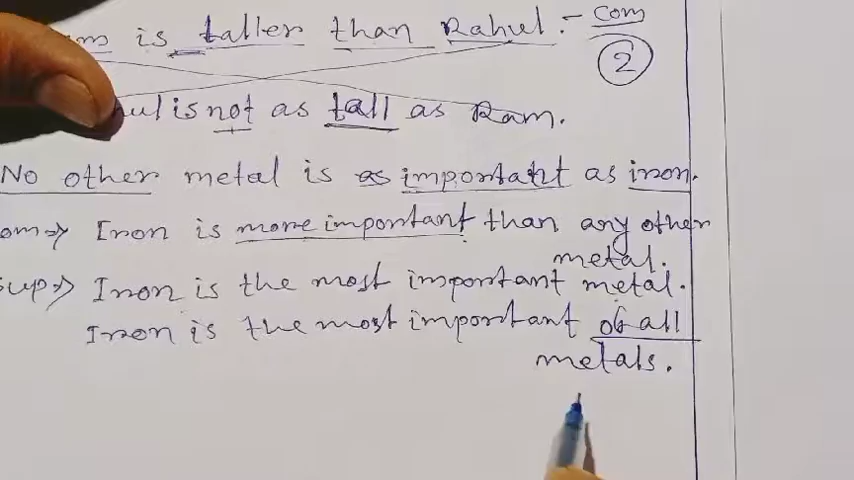 is taller than Rahul. - com
2
is not as tall as Ram.
No other metal is as important as iron.
Iron is more important than any other
metal.
Iron is the most important metal.
Iron is the most important of all
metals.